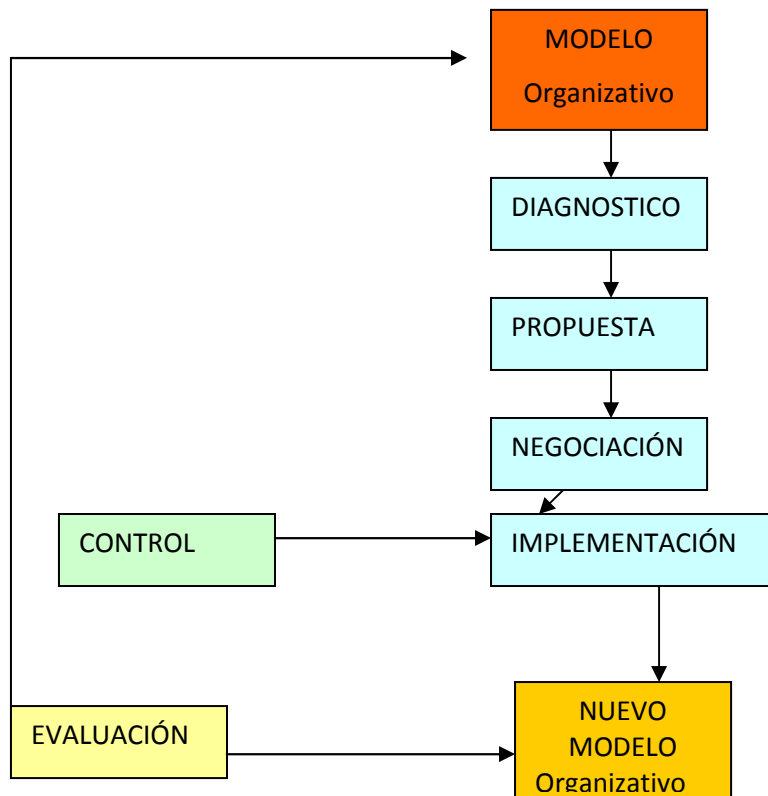 MODELO
Organizativo
DIAGNOSTICO
PROPUESTA
NEGOCIACIÓN
CONTROL
IMPLEMENTACIÓN
EVALUACIÓN
NUEVO
MODELO
Organizativo